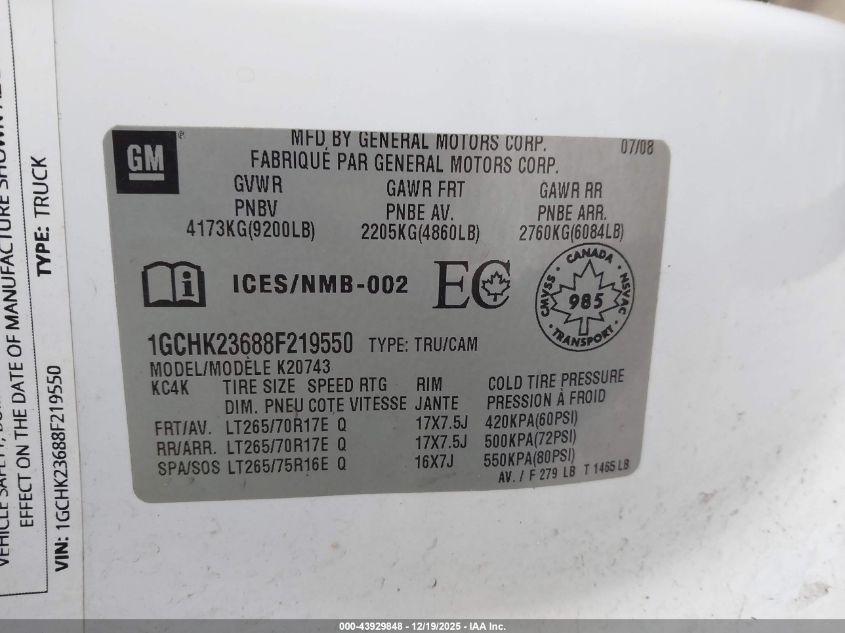 GM
®
MFD BY GENERAL MOTORS CORP.
07/08
FABRIQUÉ PAR GENERAL MOTORS CORP.
GVWR GAWR FRT GAWR RR
PNBV PNBE AV. PNBE ARR.
4173KG(9200LB) 2205KG(4860LB) 2760KG(6084LB)
i ICES/NMB-002 EC
CANADA
CMVSS 985 NSVAC
TRANSPORT
1GCHK23688F219550 TYPE: TRU/CAM
MODEL/MODÈLE K20743
KC4K TIRE SIZE SPEED RTG RIM COLD TIRE PRESSURE
DIM. PNEU COTE VITESSE JANTE PRESSION À FROID
FRT/AV. LT265/70R17E Q 17X7.5J 420KPA(60PSI)
RR/ARR. LT265/70R17E Q 17X7.5J 500KPA(72PSI)
SPA/SOS LT265/75R16E Q 16X7J 550KPA(80PSI)
AV. / F 279 LB T 1465 LB
EFFECT ON THE DATE OF MANUFACTURE SHOWN
VIN: 1GCHK23688F219550 TYPE: TRUCK
000-43929848 - 12/19/2025 - IAA Inc.